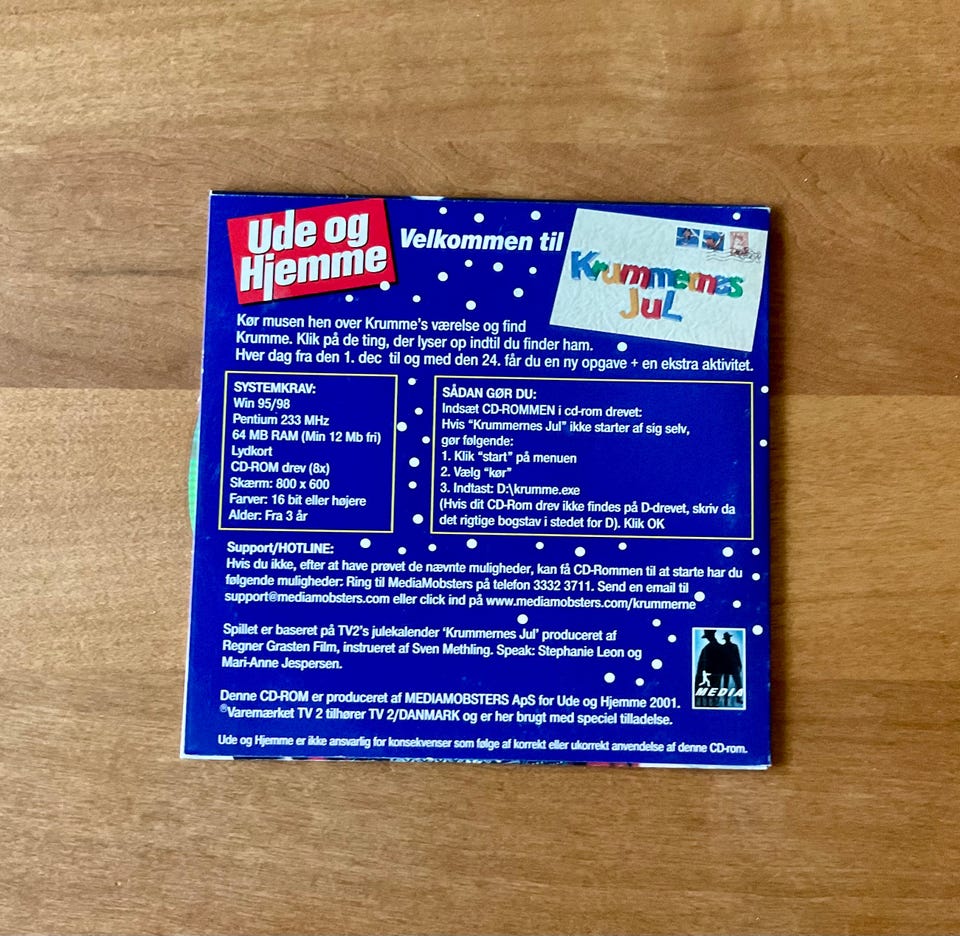 Ude og
Hjemme
Velkommen til
Krummernes
Jul
Kør musen hen over Krumme's værelse og find
Krumme. Klik på de ting, der lyser op indtil du finder ham.
Hver dag fra den 1. dec til og med den 24. får du en ny opgave + en ekstra aktivitet.
SYSTEMKRAV:
Win 95/98
Pentium 233 MHz
64 MB RAM (Min 12 Mb fri)
Lydkort
CD-ROM drev (8x)
Skærm: 800 x 600
Farver: 16 bit eller højere
Alder: Fra 3 år
SÅDAN GØR DU:
Indsæt CD-ROMMEN i cd-rom drevet:
Hvis "Krummernes Jul" ikke starter af sig selv,
gør følgende:
1. Klik "start" på menuen
2. Vælg "kør"
3. Indtast: D:\krumme.exe
(Hvis dit CD-Rom drev ikke findes på D-drevet, skriv da
det rigtige bogstav i stedet for D). Klik OK
Support/HOTLINE:
Hvis du ikke, efter at have prøvet de nævnte muligheder, kan få CD-Rommen til at starte har du
følgende muligheder: Ring til MediaMobsters på telefon 3332 3711. Send en email til
support@mediamobsters.com eller click ind på www.mediamobsters.com/krummerne
Spillet er baseret på TV2's julekalender 'Krummernes Jul' produceret af
Regner Grasten Film, instrueret af Sven Methling. Speak: Stephanie Leon og
Mari-Anne Jespersen.
MEDIA
Denne CD-ROM er produceret af MEDIAMOBSTERS ApS for Ude og Hjemme 2001.
®Varemærket TV 2 tilhører TV 2/DANMARK og er her brugt med speciel tilladelse.
Ude og Hjemme er ikke ansvarlig for konsekvenser som følge af korrekt eller ukorrekt anvendelse af denne CD-rom.